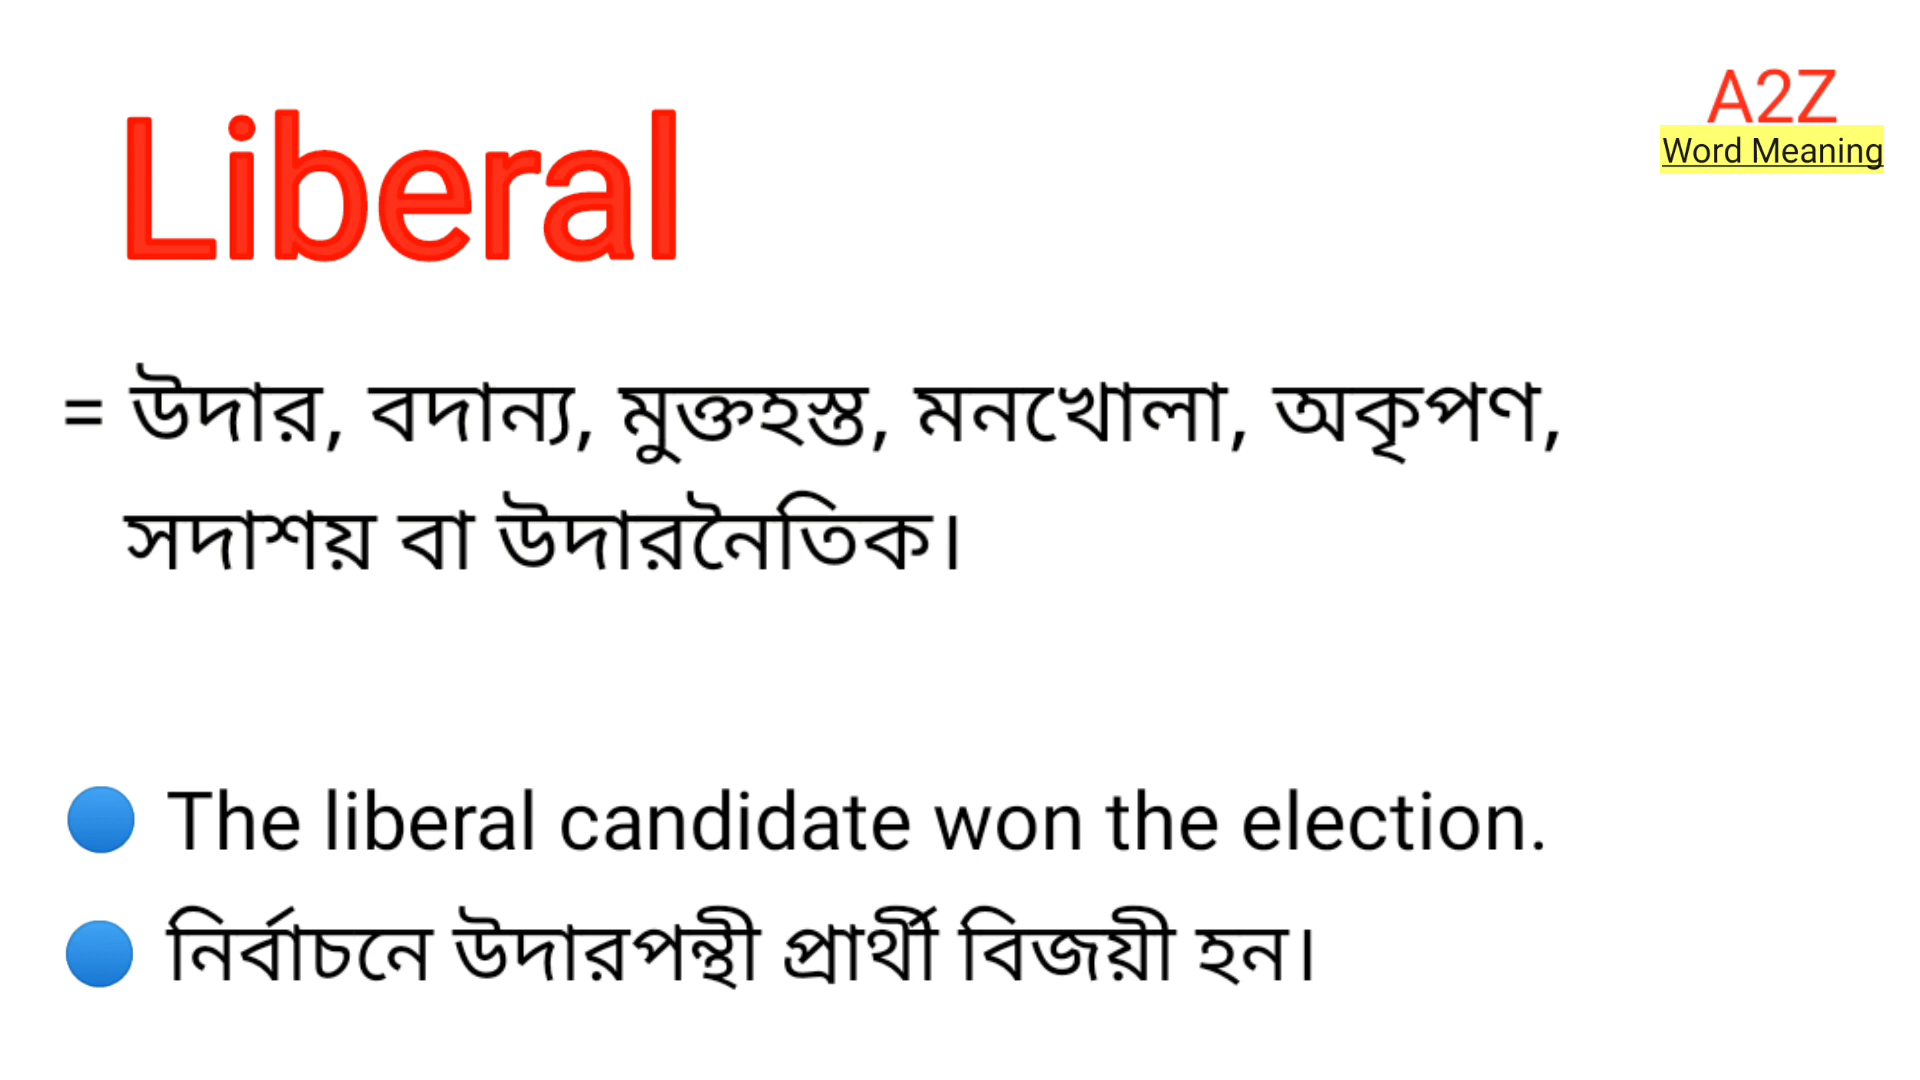 A2Z
Word Meaning
Liberal
= উদার, বদান্য, মুক্তহস্ত, মনখোলা, অকৃপণ,
সদাশয় বা উদারনৈতিক।
The liberal candidate won the election.
নির্বাচনে উদারপন্থী প্রার্থী বিজয়ী হন।